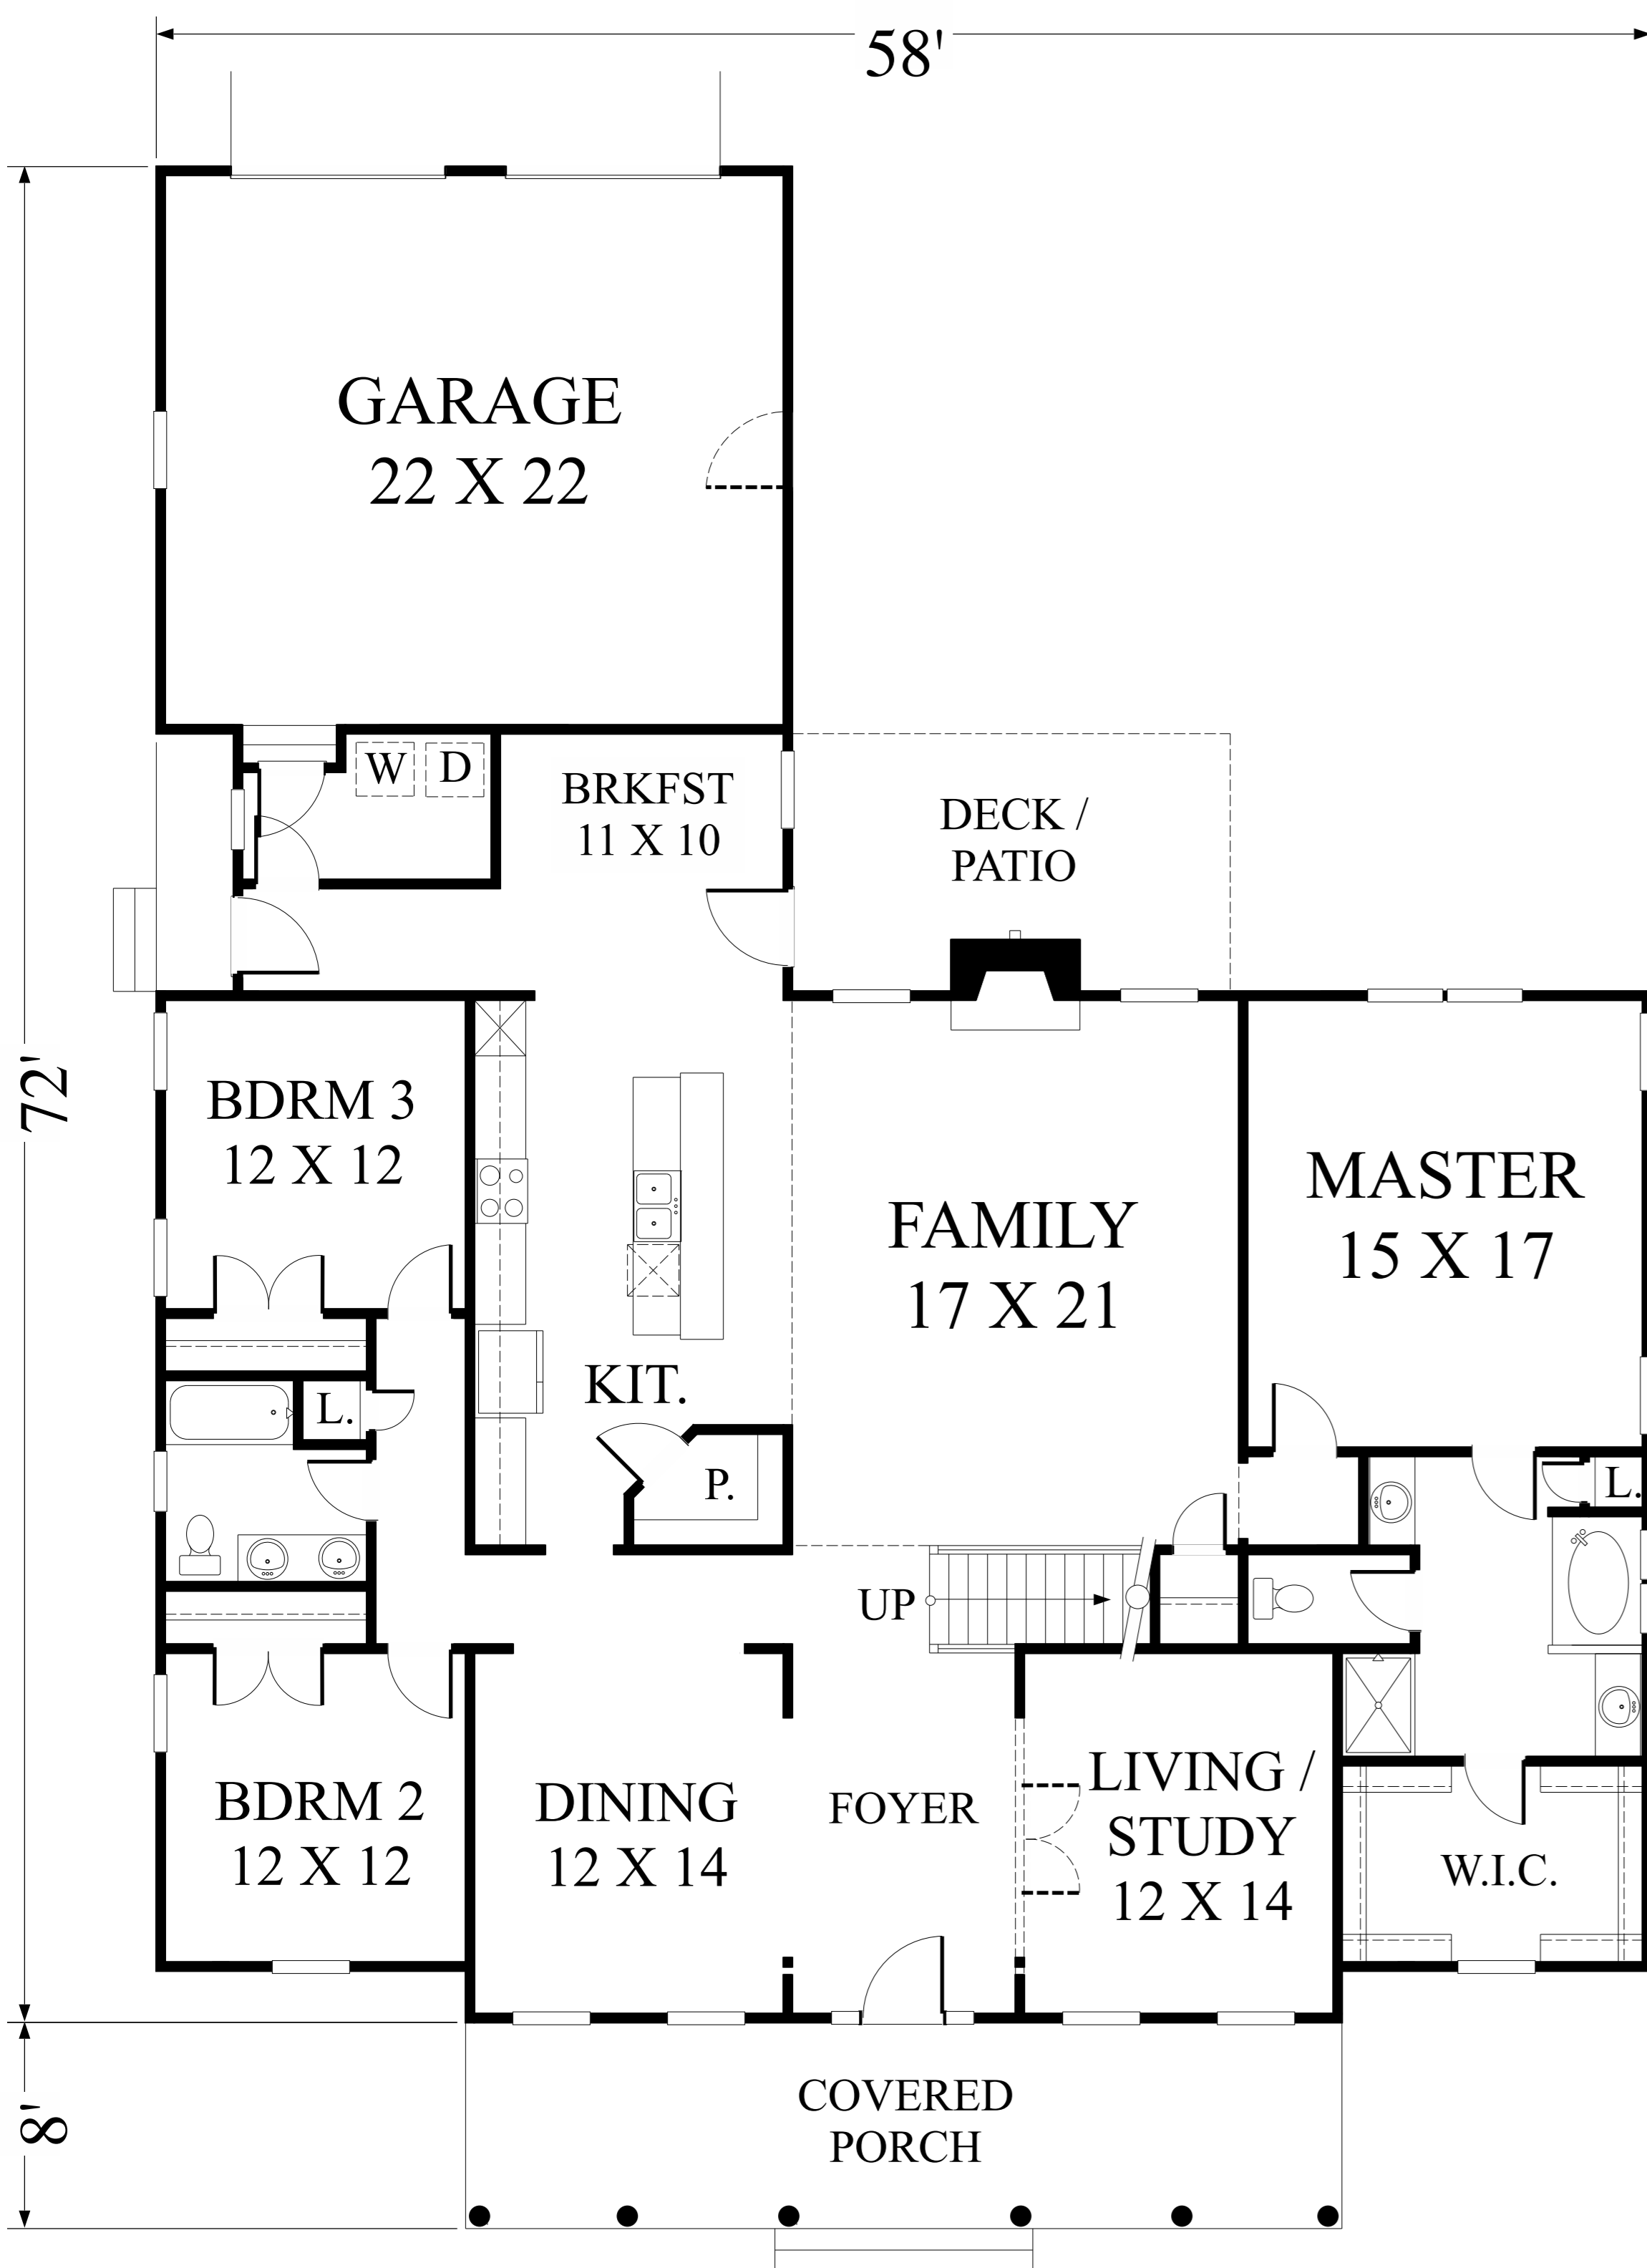 58'
GARAGE
22 X 22
W
D
BRKFST
11 X 10
DECK /
PATIO
72'
BDRM 3
12 X 12
MASTER
15 X 17
FAMILY
17 X 21
KIT.
L.
P.
L.
UP
BDRM 2
12 X 12
DINING
12 X 14
FOYER
LIVING /
STUDY
12 X 14
W.I.C.
COVERED
PORCH
8'